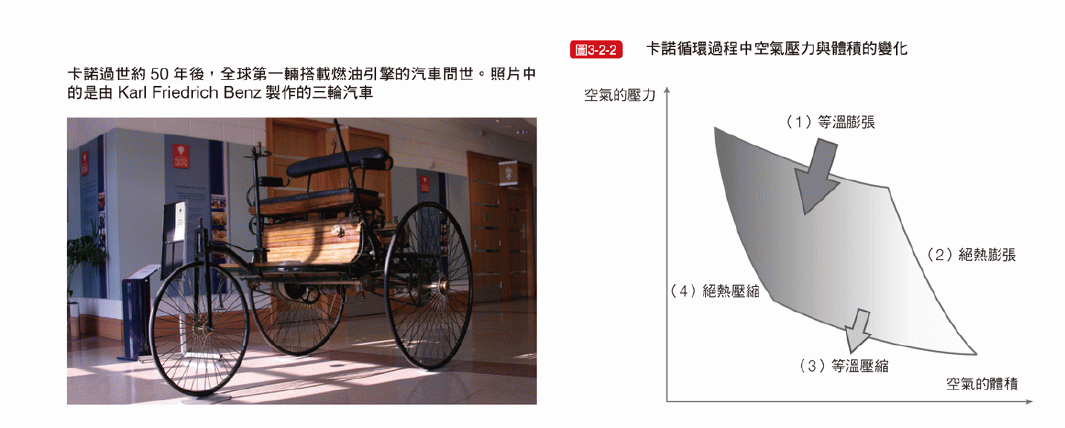 卡諾過世約 50 年後，全球第一輛搭載燃油引擎的汽車問世。照片中
的是由 Karl Friedrich Benz 製作的三輪汽車
圖3-2-2
卡諾循環過程中空氣壓力與體積的變化
空氣的壓力
（1）等溫膨張
（2）絕熱膨張
（4）絕熱壓縮
（3）等溫壓縮
空氣的體積